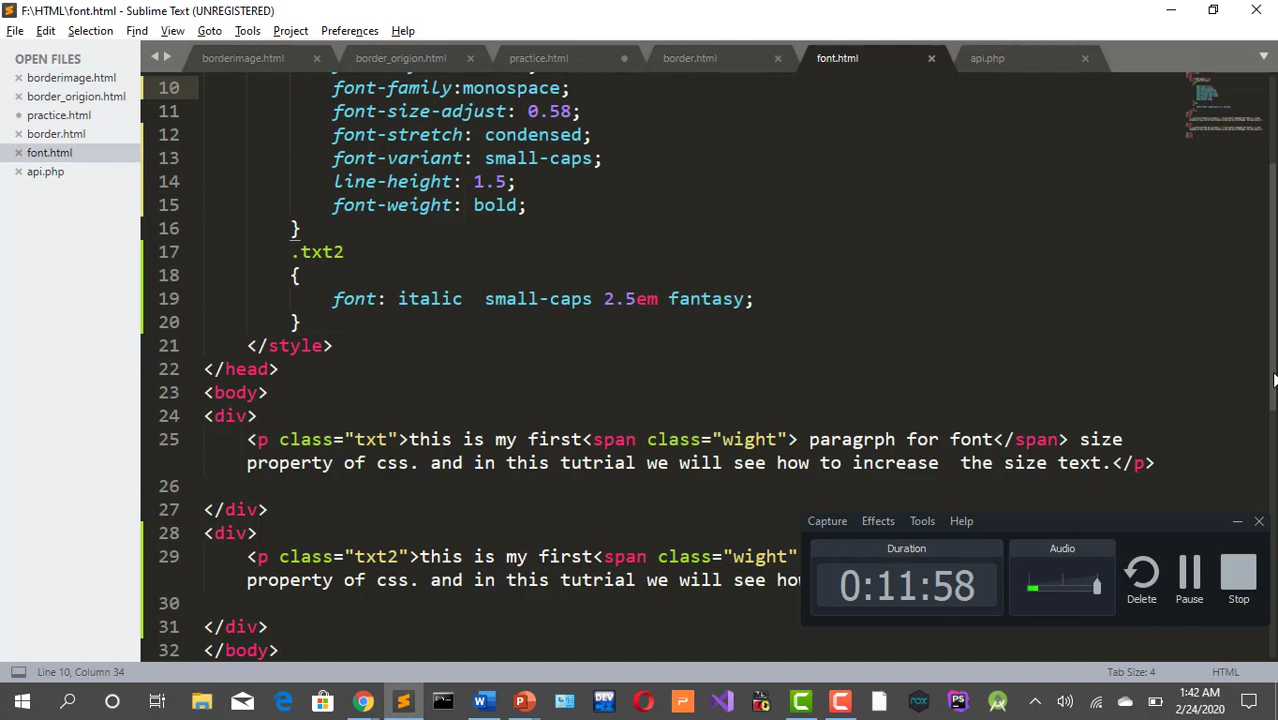 F:\HTML\font.html - Sublime Text (UNREGISTERED)
File Edit Selection Find View Goto Tools Project Preferences Help
OPEN FILES
borderimage.html
border_origion.html
practice.html
border.html
font.html
api.php
borderimage.html border_origion.html practice.html border.html font.html api.php
10 font-family:monospace;
11 font-size-adjust: 0.58;
12 font-stretch: condensed;
13 font-variant: small-caps;
14 line-height: 1.5;
15 font-weight: bold;
16 }
17 .txt2
18 {
19 font: italic  small-caps 2.5em fantasy;
20 }
21 </style>
22 </head>
23 <body>
24 <div>
25 <p class="txt">this is my first<span class="wight"> paragrph for font</span> size
property of css. and in this tutrial we will see how to increase  the size text.</p>
26
27 </div>
28 <div>
29 <p class="txt2">this is my first<span class="wight"
property of css. and in this tutrial we will see how
30
31 </div>
32 </body>
Capture Effects Tools Help
Duration
0:11:58
Audio
Delete Pause Stop
Line 10, Column 34
Tab Size: 4
HTML
1:42 AM
2/24/2020